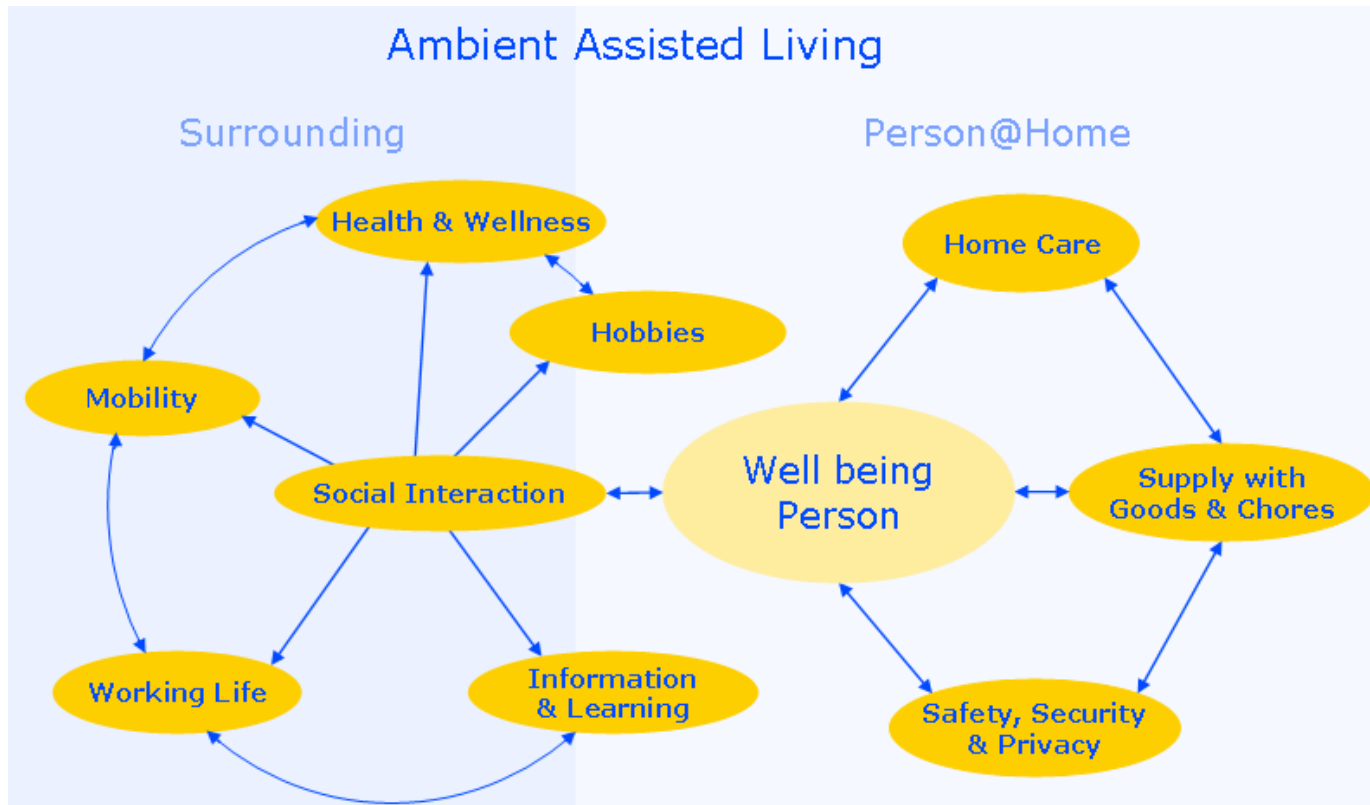 Ambient Assisted Living
Surrounding
Person@Home
Health & Wellness
Home Care
Hobbies
Mobility
Social Interaction
Well being
Person
Supply with
Goods & Chores
Working Life
Information
& Learning
Safety, Security
& Privacy